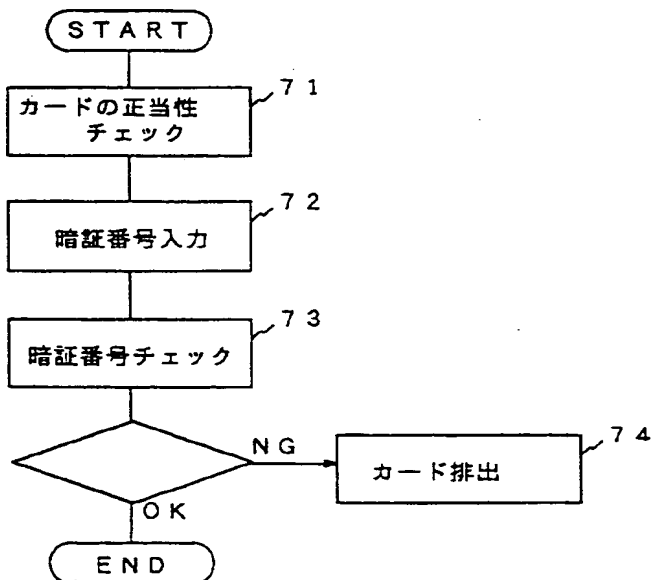 START
カードの正当性
チェック
71
暗証番号入力
72
暗証番号チェック
73
NG
カード排出
74
OK
END